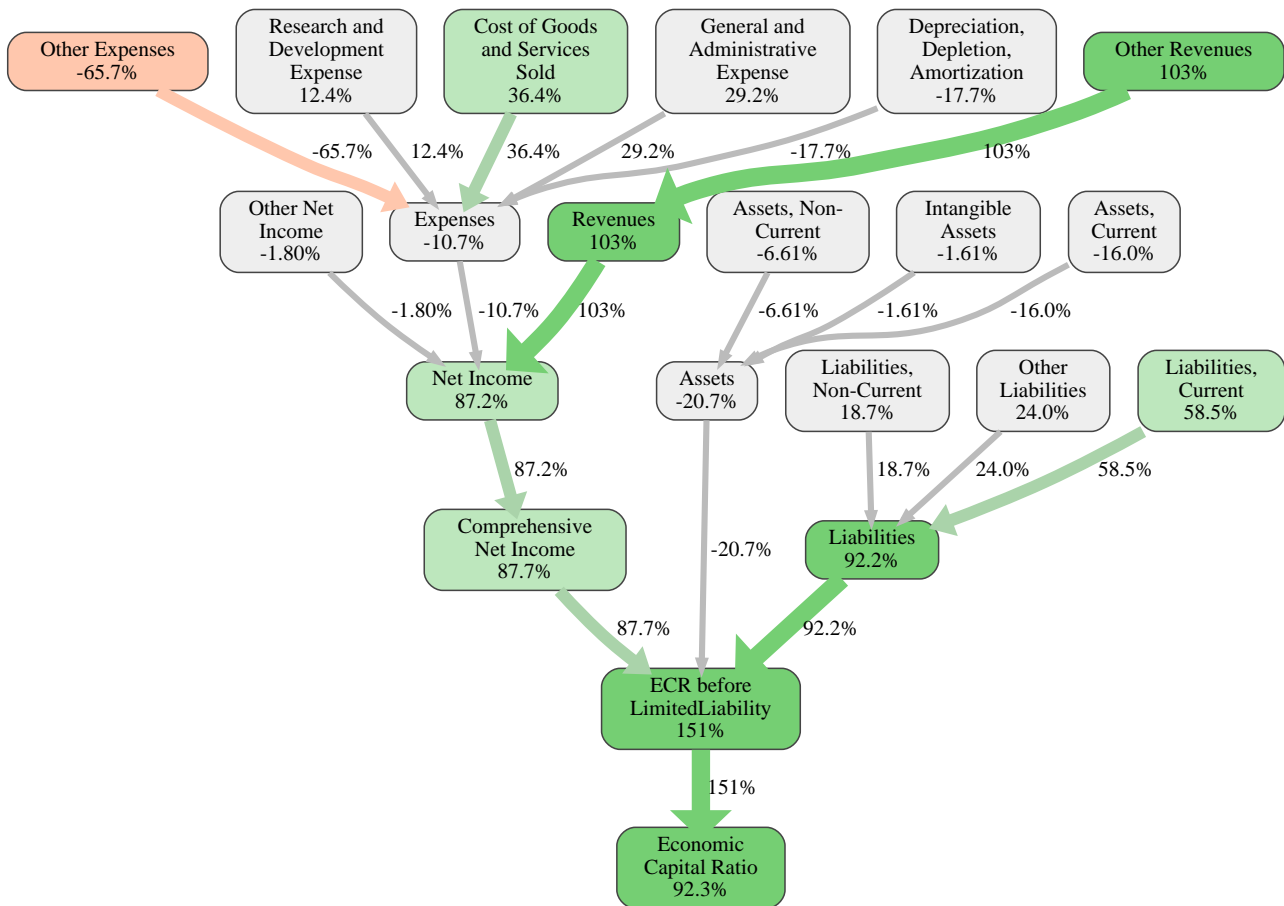 Other Expenses
-65.7%
Research and
Development
Expense
12.4%
Cost of Goods
and Services
Sold
36.4%
General and
Administrative
Expense
29.2%
Depreciation,
Depletion,
Amortization
-17.7%
Other Revenues
103%
-65.7%
12.4%
36.4%
29.2%
-17.7%
103%
Other Net
Income
-1.80%
Expenses
-10.7%
Revenues
103%
Assets, Non-
Current
-6.61%
Intangible
Assets
-1.61%
Assets,
Current
-16.0%
-1.80%
-10.7%
103%
-6.61%
-1.61%
-16.0%
Net Income
87.2%
Assets
-20.7%
Liabilities,
Non-Current
18.7%
Other
Liabilities
24.0%
Liabilities,
Current
58.5%
87.2%
18.7%
24.0%
58.5%
Comprehensive
Net Income
87.7%
-20.7%
Liabilities
92.2%
87.7%
92.2%
ECR before
LimitedLiability
151%
151%
Economic
Capital Ratio
92.3%